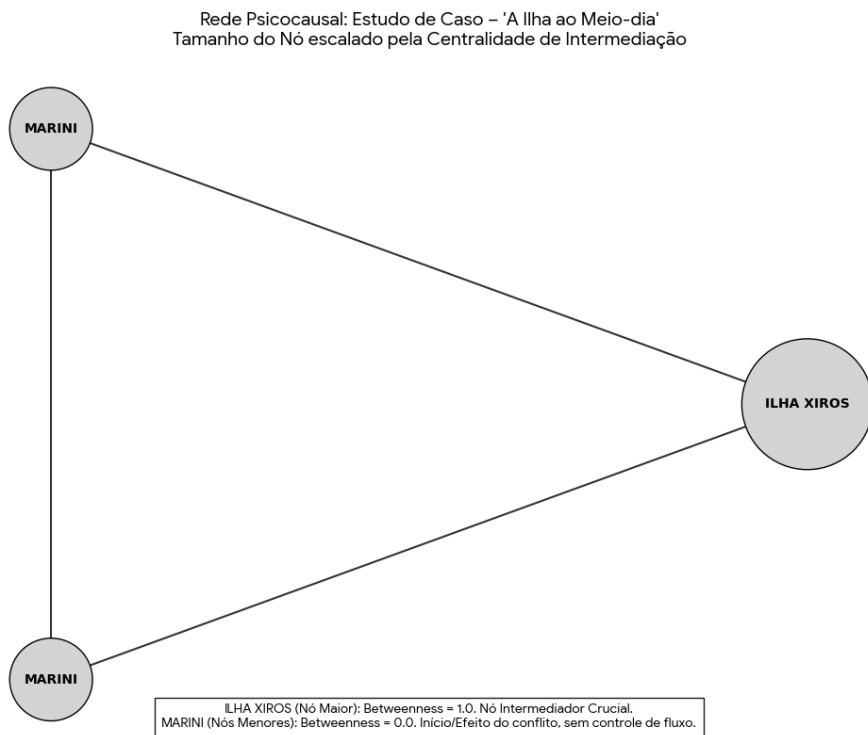 Rede Psicocausal: Estudo de Caso – 'A Ilha ao Meio-dia'
Tamanho do Nó escalado pela Centralidade de Intermediação
MARINI
ILHA XIROS
MARINI
ILHA XIROS (Nó Maior): Betweenness = 1.0. Nó Intermediador Crucial.
MARINI (Nós Menores): Betweenness = 0.0. Início/Efeito do conflito, sem controle de fluxo.